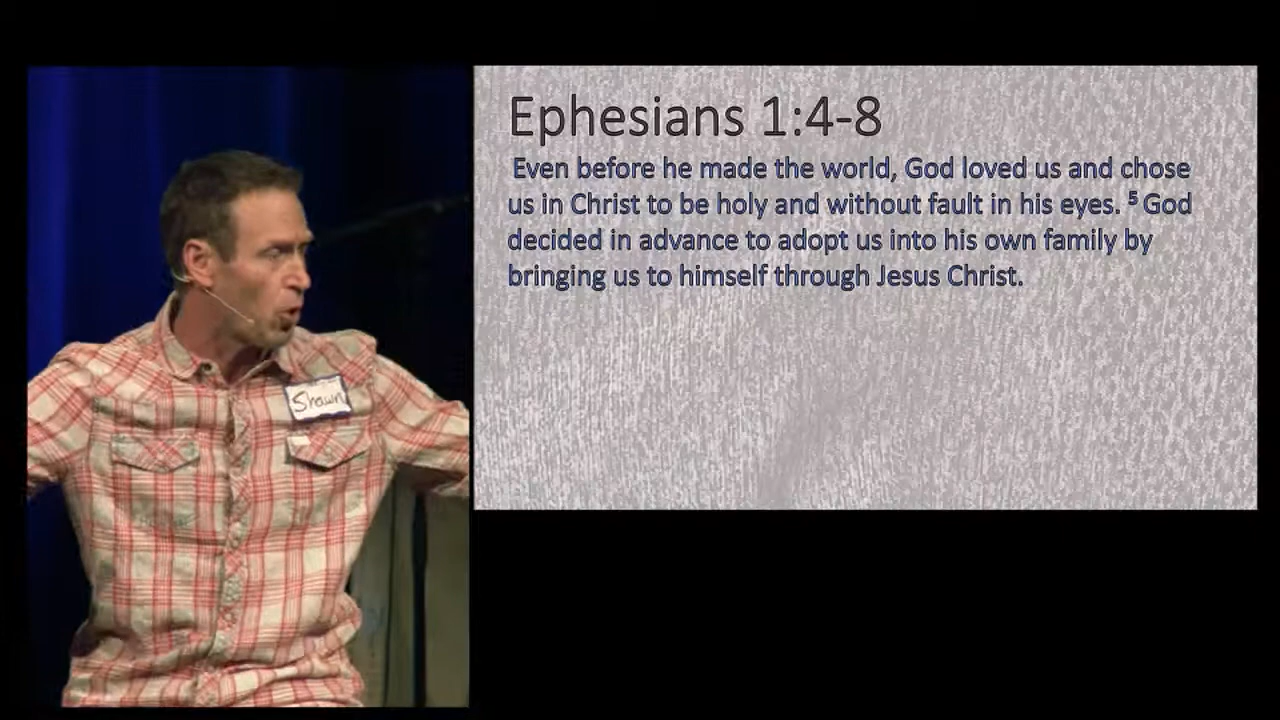 Ephesians 1:4-8
Even before he made the world, God loved us and chose
us in Christ to be holy and without fault in his eyes. ⁵ God
decided in advance to adopt us into his own family by
bringing us to himself through Jesus Christ.
Shawn